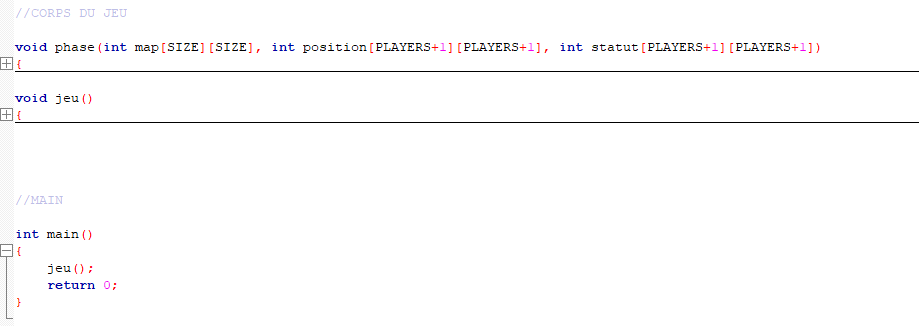 //CORPS DU JEU
void phase(int map[SIZE][SIZE], int position[PLAYERS+1][PLAYERS+1], int statut[PLAYERS+1][PLAYERS+1])
{
void jeu()
{
//MAIN
int main()
{
jeu();
return 0;
}